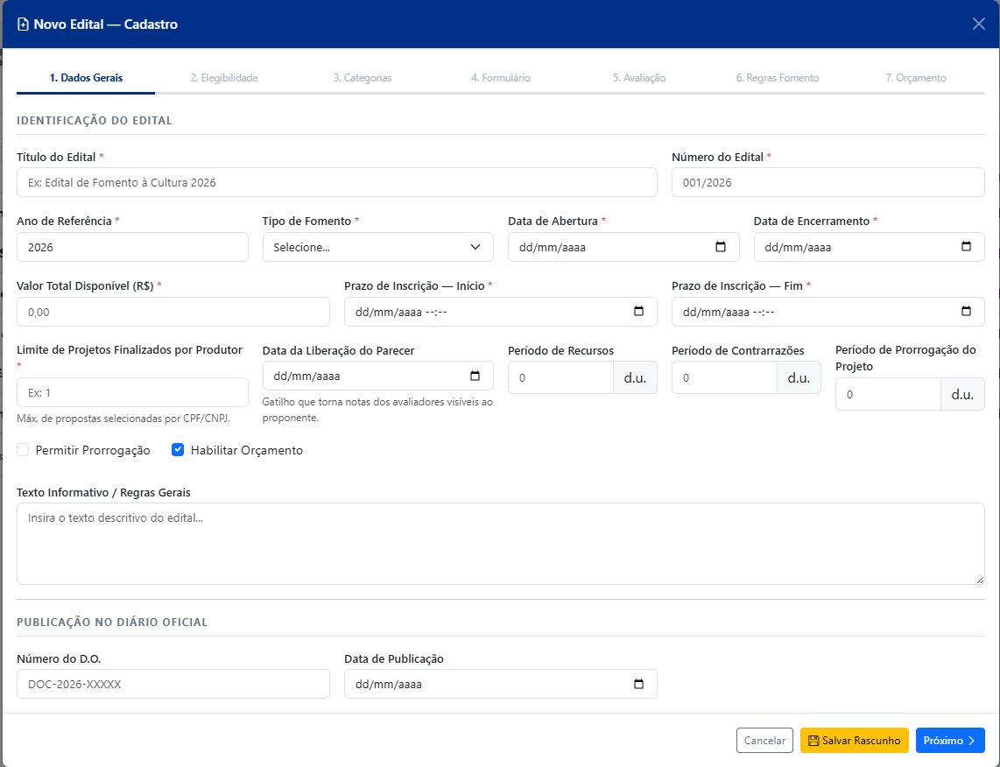 Novo Edital — Cadastro
1. Dados Gerais
2. Elegibilidade
3. Categorias
4. Formulário
5. Avaliação
6. Regras Fomento
7. Orçamento
IDENTIFICAÇÃO DO EDITAL
Título do Edital *
Número do Edital *
Ex: Edital de Fomento à Cultura 2026
001/2026
Ano de Referência *
Tipo de Fomento *
Data de Abertura *
Data de Encerramento *
2026
Selecione...
dd/mm/aaaa
dd/mm/aaaa
Valor Total Disponível (R$) *
Prazo de Inscrição — Início *
Prazo de Inscrição — Fim *
0,00
dd/mm/aaaa --:--
dd/mm/aaaa --:--
Limite de Projetos Finalizados por Produtor
*
Ex: 1
Máx. de propostas selecionadas por CPF/CNPJ.
Data da Liberação do Parecer
dd/mm/aaaa
Gatilho que torna notas dos avaliadores visíveis ao
proponente.
Período de Recursos
0
d.u.
Período de Contrarrazões
0
d.u.
Período de Prorrogação do
Projeto
0
d.u.
Permitir Prorrogação
Habilitar Orçamento
Texto Informativo / Regras Gerais
Insira o texto descritivo do edital...
PUBLICAÇÃO NO DIÁRIO OFICIAL
Número do D.O.
Data de Publicação
DOC-2026-XXXXX
dd/mm/aaaa
Cancelar
Salvar Rascunho
Próximo